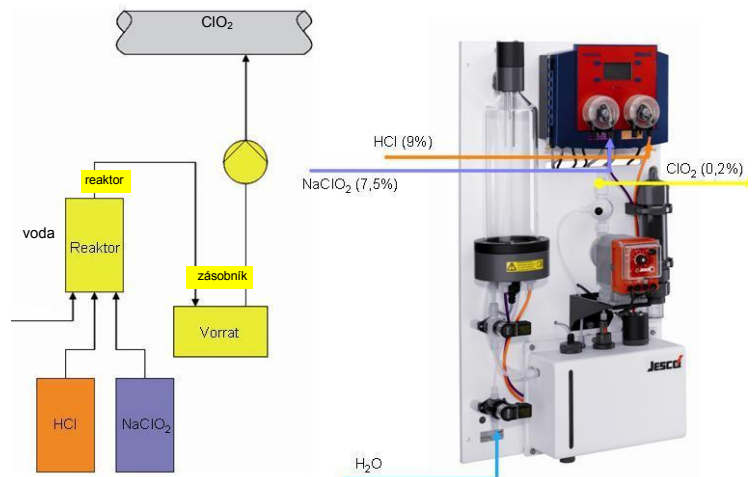 ClO₂
reaktor
voda
Reaktor
zásobník
Vorrat
HCl
NaClO₂
HCl (9%)
NaClO₂ (7,5%)
ClO₂ (0,2%)
JESCO
H₂O